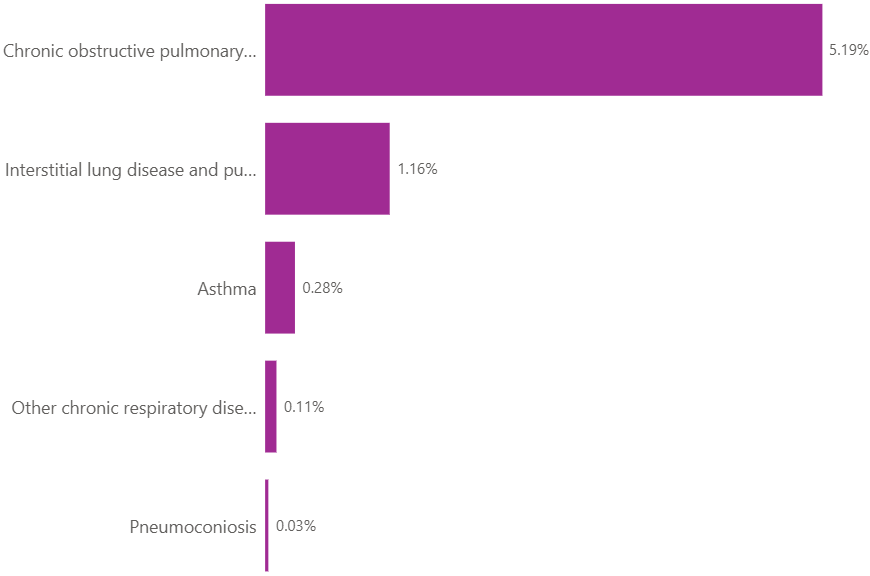 Chronic obstructive pulmonary...
5.19%
Interstitial lung disease and pu...
1.16%
Asthma
0.28%
Other chronic respiratory dise...
0.11%
Pneumoconiosis
0.03%